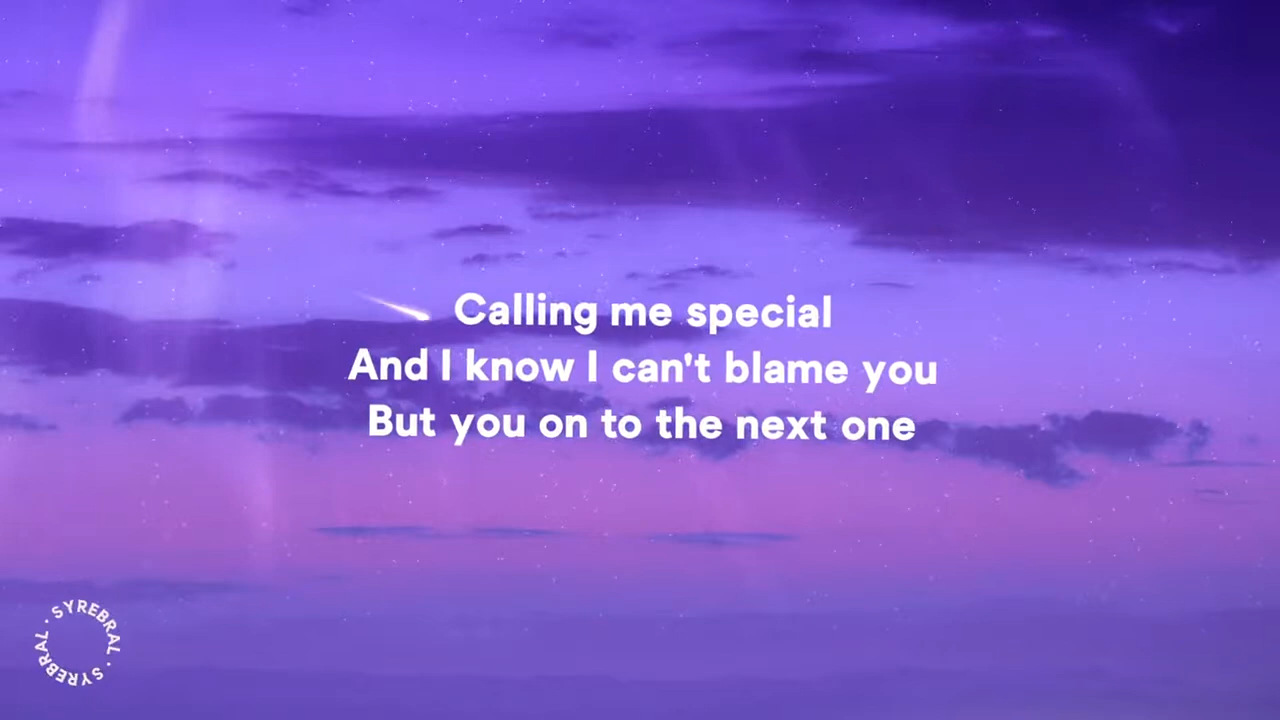 Calling me special
And I know I can't blame you
But you on to the next one
SYREBRAL · SYREBRAL ·